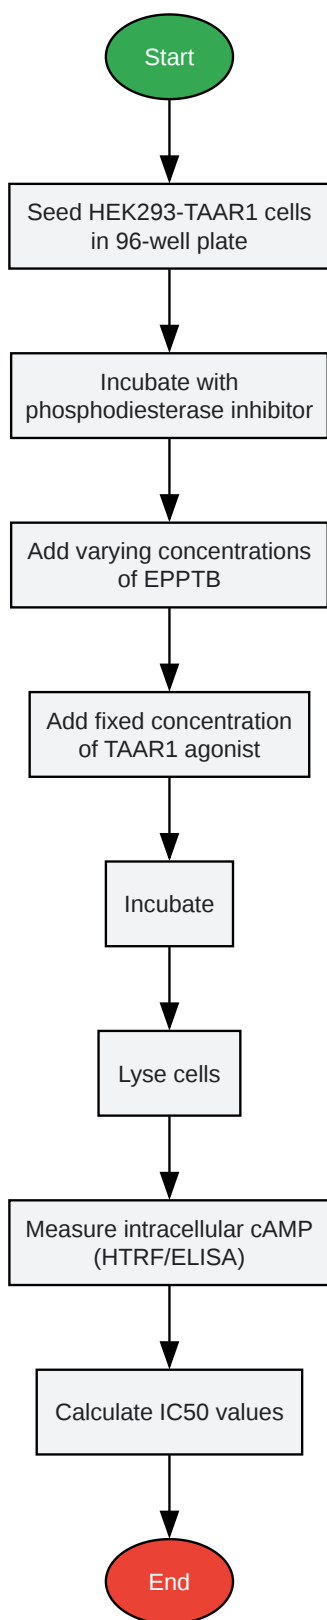 Start
Seed HEK293-TAAR1 cells
in 96-well plate
Incubate with
phosphodiesterase inhibitor
Add varying concentrations
of EPPTB
Add fixed concentration
of TAAR1 agonist
Incubate
Lyse cells
Measure intracellular cAMP
(HTRF/ELISA)
Calculate IC50 values
End